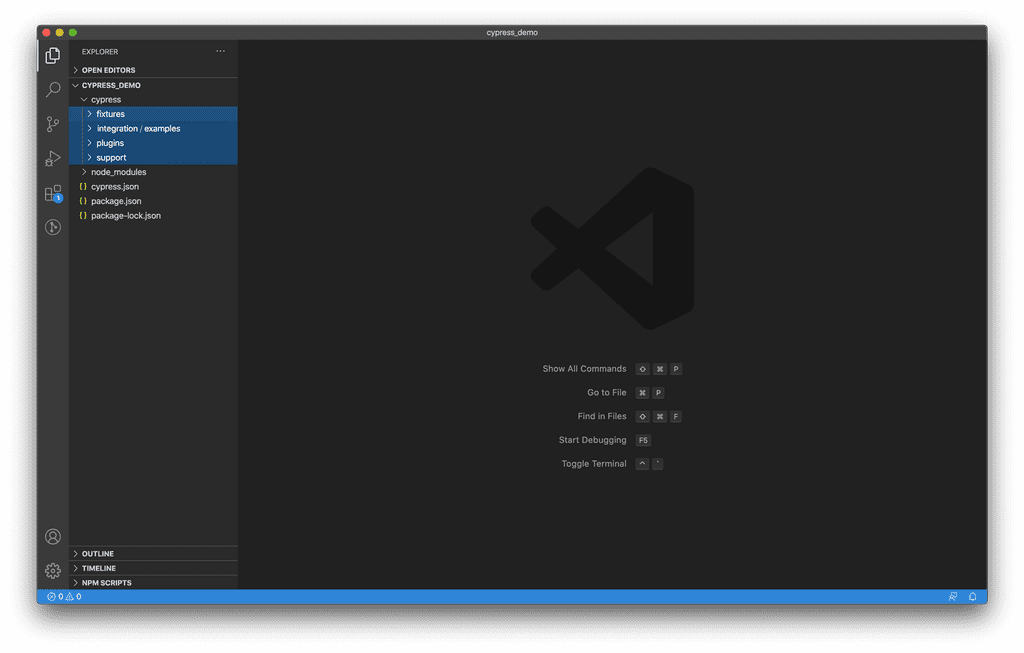 cypress_demo
EXPLORER ...
OPEN EDITORS
CYPRESS_DEMO
cypress
fixtures
integration / examples
plugins
support
node_modules
{} cypress.json
{} package.json
{} package-lock.json
1
Show All Commands ⇧ ⌘ P
Go to File ⌘ P
Find in Files ⇧ ⌘ F
Start Debugging F5
Toggle Terminal ^ `
OUTLINE
TIMELINE
NPM SCRIPTS
0 0